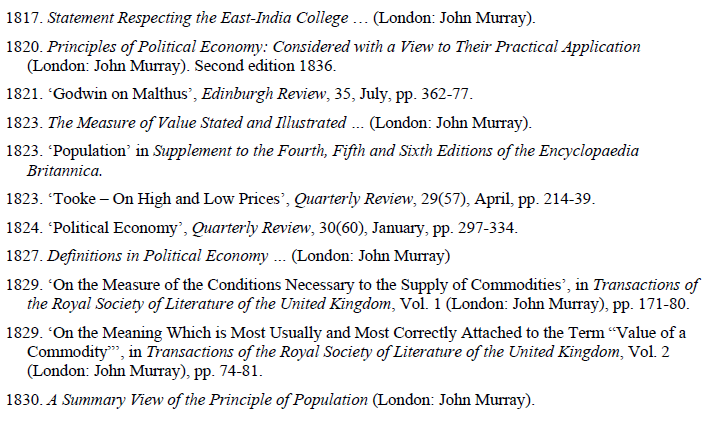 1817. Statement Respecting the East-India College … (London: John Murray).
1820. Principles of Political Economy: Considered with a View to Their Practical Application
(London: John Murray). Second edition 1836.
1821. ‘Godwin on Malthus’, Edinburgh Review, 35, July, pp. 362-77.
1823. The Measure of Value Stated and Illustrated ... (London: John Murray).
1823. ‘Population’ in Supplement to the Fourth, Fifth and Sixth Editions of the Encyclopaedia
Britannica.
1823. ‘Tooke – On High and Low Prices’, Quarterly Review, 29(57), April, pp. 214-39.
1824. ‘Political Economy’, Quarterly Review, 30(60), January, pp. 297-334.
1827. Definitions in Political Economy ... (London: John Murray)
1829. ‘On the Measure of the Conditions Necessary to the Supply of Commodities’, in Transactions of
the Royal Society of Literature of the United Kingdom, Vol. 1 (London: John Murray), pp. 171-80.
1829. ‘On the Meaning Which is Most Usually and Most Correctly Attached to the Term “Value of a
Commodity”’, in Transactions of the Royal Society of Literature of the United Kingdom, Vol. 2
(London: John Murray), pp. 74-81.
1830. A Summary View of the Principle of Population (London: John Murray).